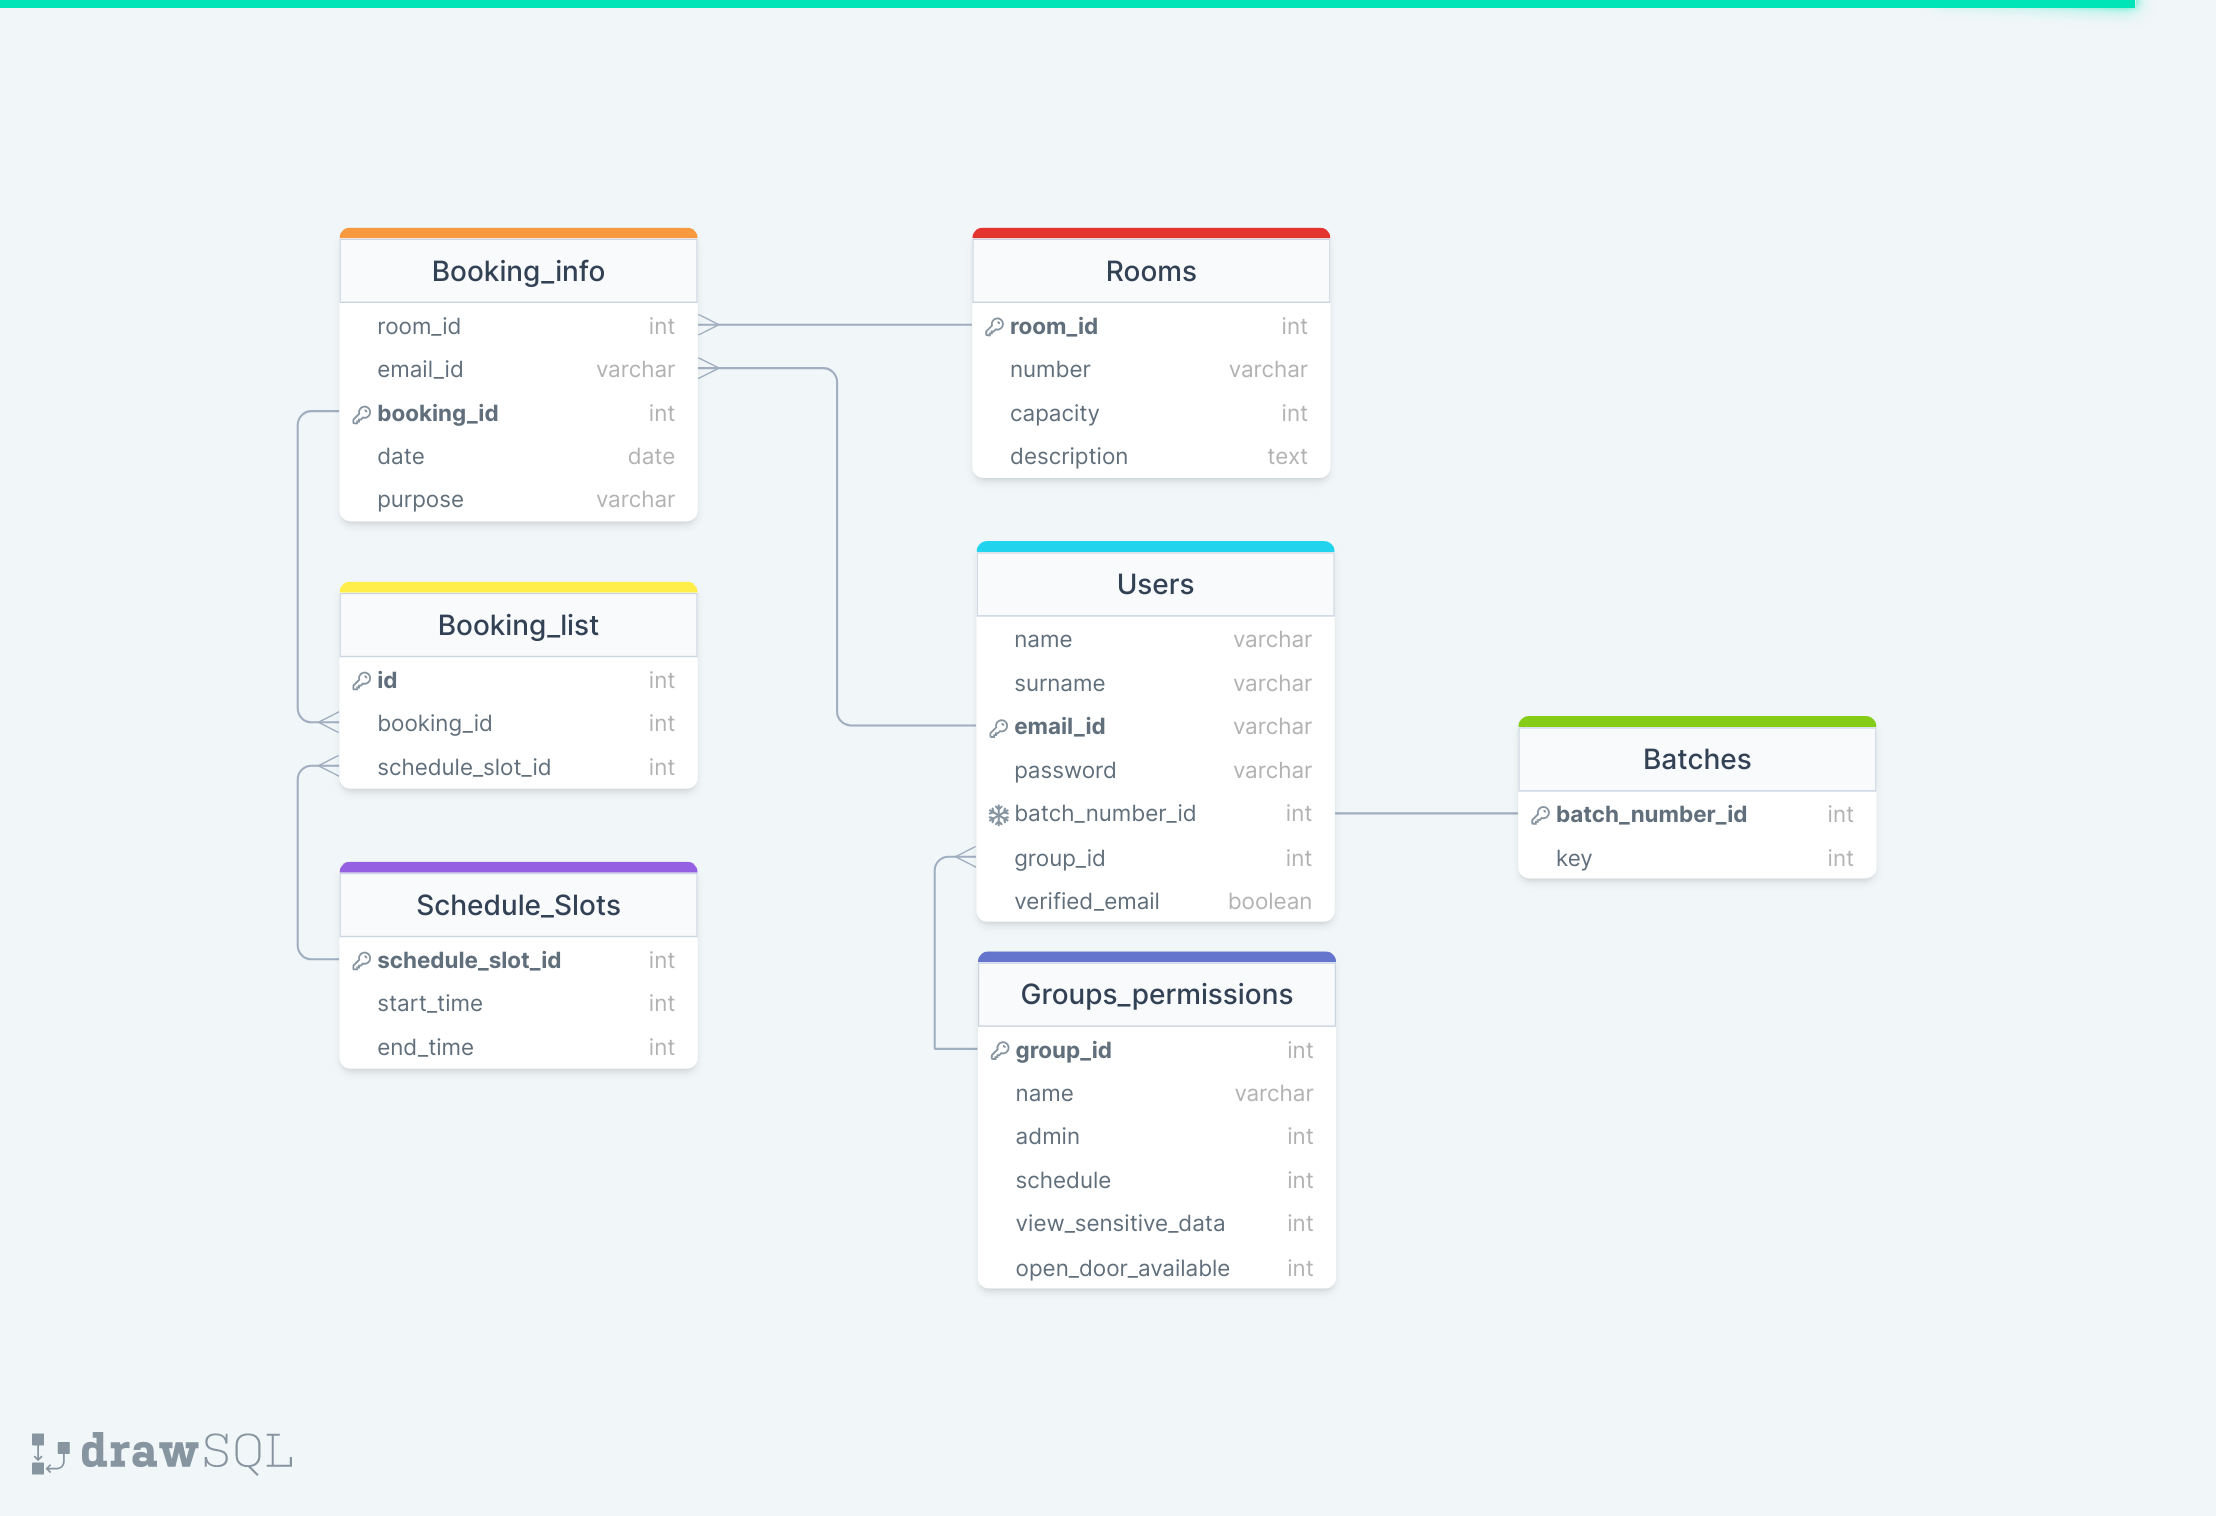 Booking_info
room_id int
email_id varchar
booking_id int
date date
purpose varchar
Rooms
room_id int
number varchar
capacity int
description text
Booking_list
id int
booking_id int
schedule_slot_id int
Users
name varchar
surname varchar
email_id varchar
password varchar
batch_number_id int
group_id int
verified_email boolean
Batches
batch_number_id int
key int
Schedule_Slots
schedule_slot_id int
start_time int
end_time int
Groups_permissions
group_id int
name varchar
admin int
schedule int
view_sensitive_data int
open_door_available int
drawSQL